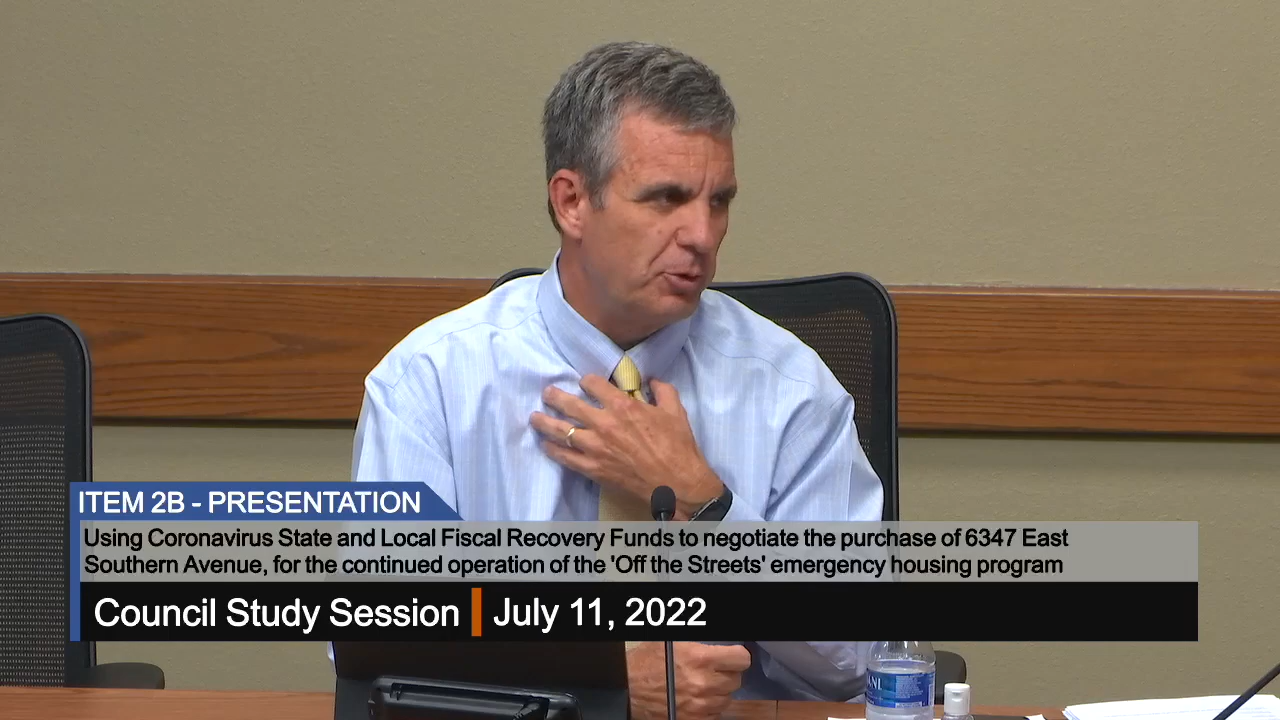 ITEM 2B - PRESENTATION
Using Coronavirus State and Local Fiscal Recovery Funds to negotiate the purchase of 6347 East
Southern Avenue, for the continued operation of the 'Off the Streets' emergency housing program
Council Study Session July 11, 2022